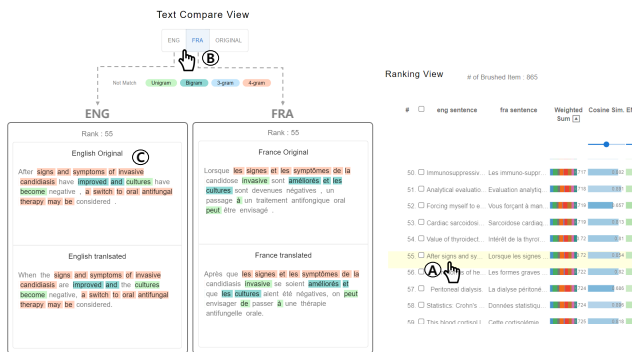 Text Compare View
ENG FRA ORIGINAL
B
Not Match Unigram Bigram 3-gram 4-gram
ENG
Rank : 55
English Original
C
After signs and symptoms of invasive
candidiasis have improved and cultures have
become negative , a switch to oral antifungal
therapy may be considered .
English tranlsated
When the signs and symptoms of invasive
candidiasis are improved and the cultures
become negative, a switch to oral antifungal
therapy may be considered.
FRA
Rank : 55
France Original
Lorsque les signes et les symptômes de la
candidose invasive sont améliorés et les
cultures sont devenues négatives , un
passage à un traitement antifongique oral
peut être envisagé .
France translated
Après que les signes et les symptômes de la
candidiasis invasive se soient améliorés et
que les cultures aient été négatives, on peut
envisager de passer à une thérapie
antifungelle orale.
Ranking View
# of Brushed Item : 865
# eng sentence fra sentence Weighted Sum Cosine Sim.
50 Immunosuppressiv... Les immuno-suppr...
51 Analytical evaluatio... Evaluation analytiq...
52 Forcing myself to e... Vous forçant à man...
53 Cardiac sarcoidosi... Sarcoidose cardiaq...
54 Value of thyroidect... Intérêt de la thyroi...
55 After signs and sy... Lorsque les signes...
A
56 of he... Les formes graves...
57 Peritoneal dialysis. La dialyse péritoné...
58 Statistics: Crohn's... Données statistiqu...
59 This blood cortisol l... Cette cortisolémie...